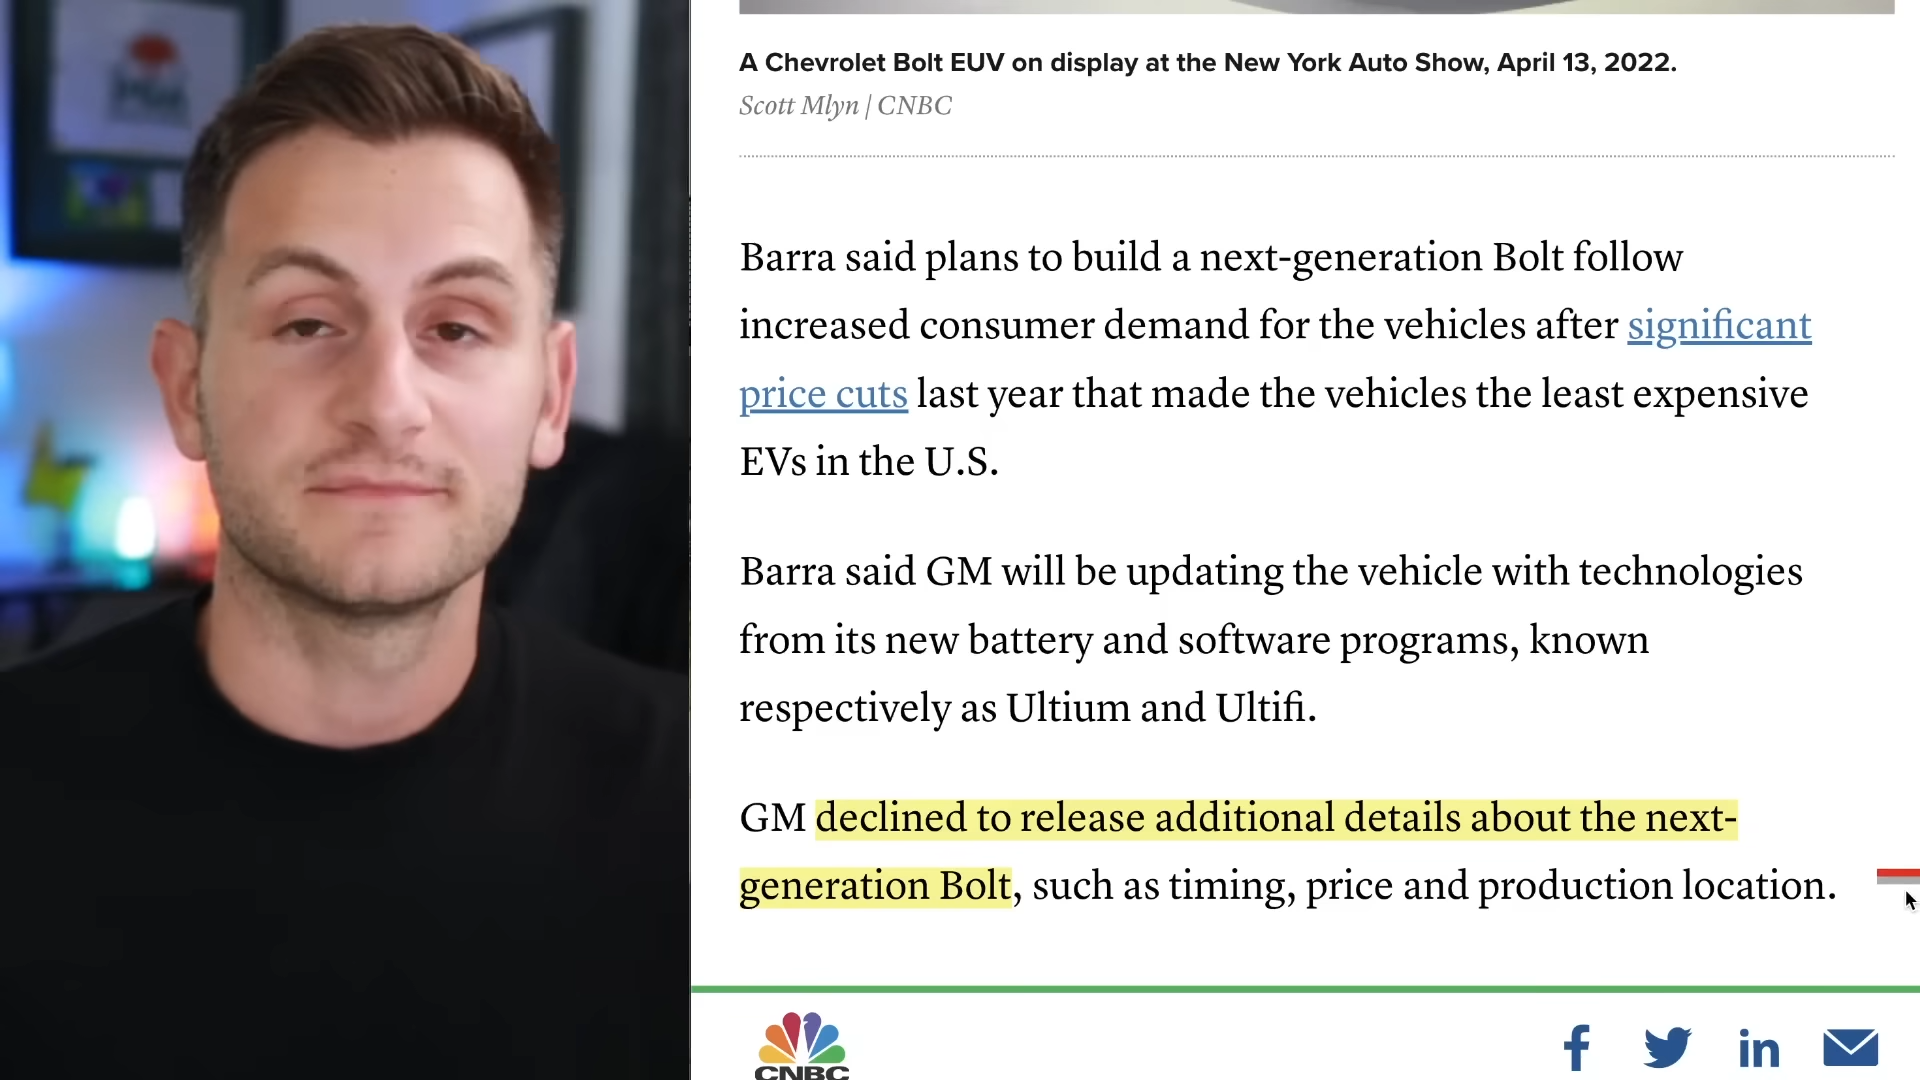 A Chevrolet Bolt EUV on display at the New York Auto Show, April 13, 2022.
Scott Mlyn | CNBC
Barra said plans to build a next-generation Bolt follow
increased consumer demand for the vehicles after significant
price cuts last year that made the vehicles the least expensive
EVs in the U.S.
Barra said GM will be updating the vehicle with technologies
from its new battery and software programs, known
respectively as Ultium and Ultifi.
GM declined to release additional details about the next-
generation Bolt, such as timing, price and production location.
CNBC
f
in